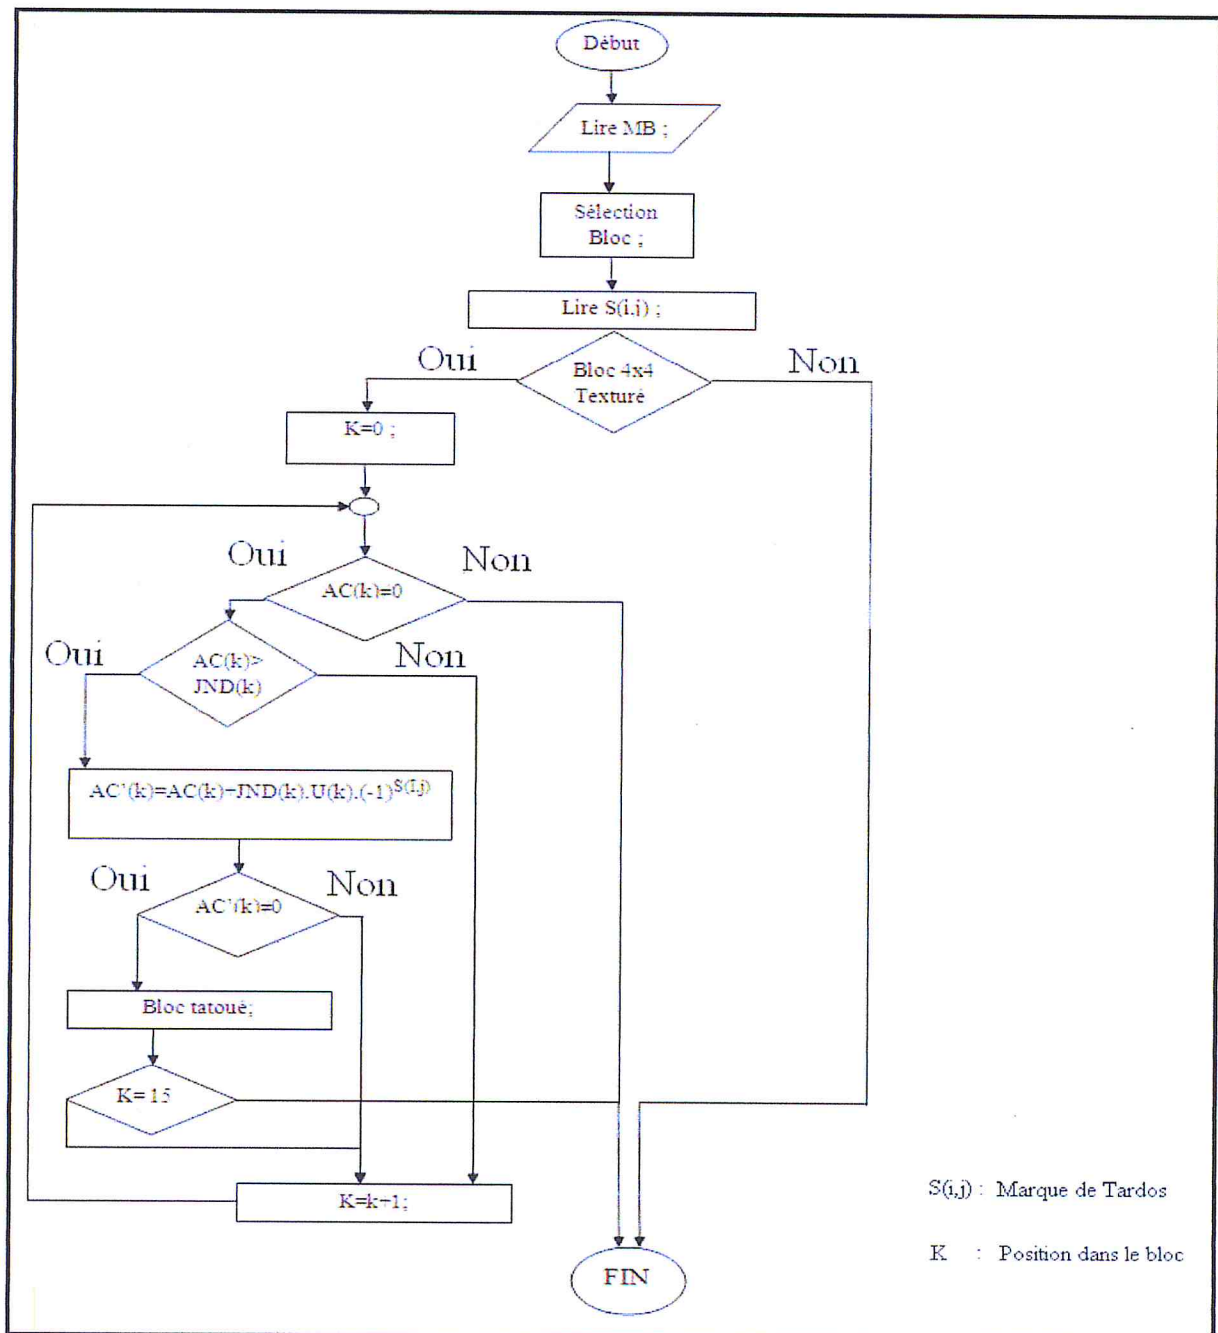 Début
Lire MB ;
Sélection
Bloc ;
Lire S(i,j) ;
Oui
Bloc 4x4
Texturé
Non
K=0 ;
Oui
Non
AC(k)=0
Oui
AC(k)>
JND(k)
Non
AC'(k)=AC(k)+JND(k).U(k).(-1)^S(i,j)
Oui
Non
AC'(k)=0
Bloc tatoué;
K= 15
K=k+1;
S(i,j) : Marque de Tardos
K : Position dans le bloc
FIN